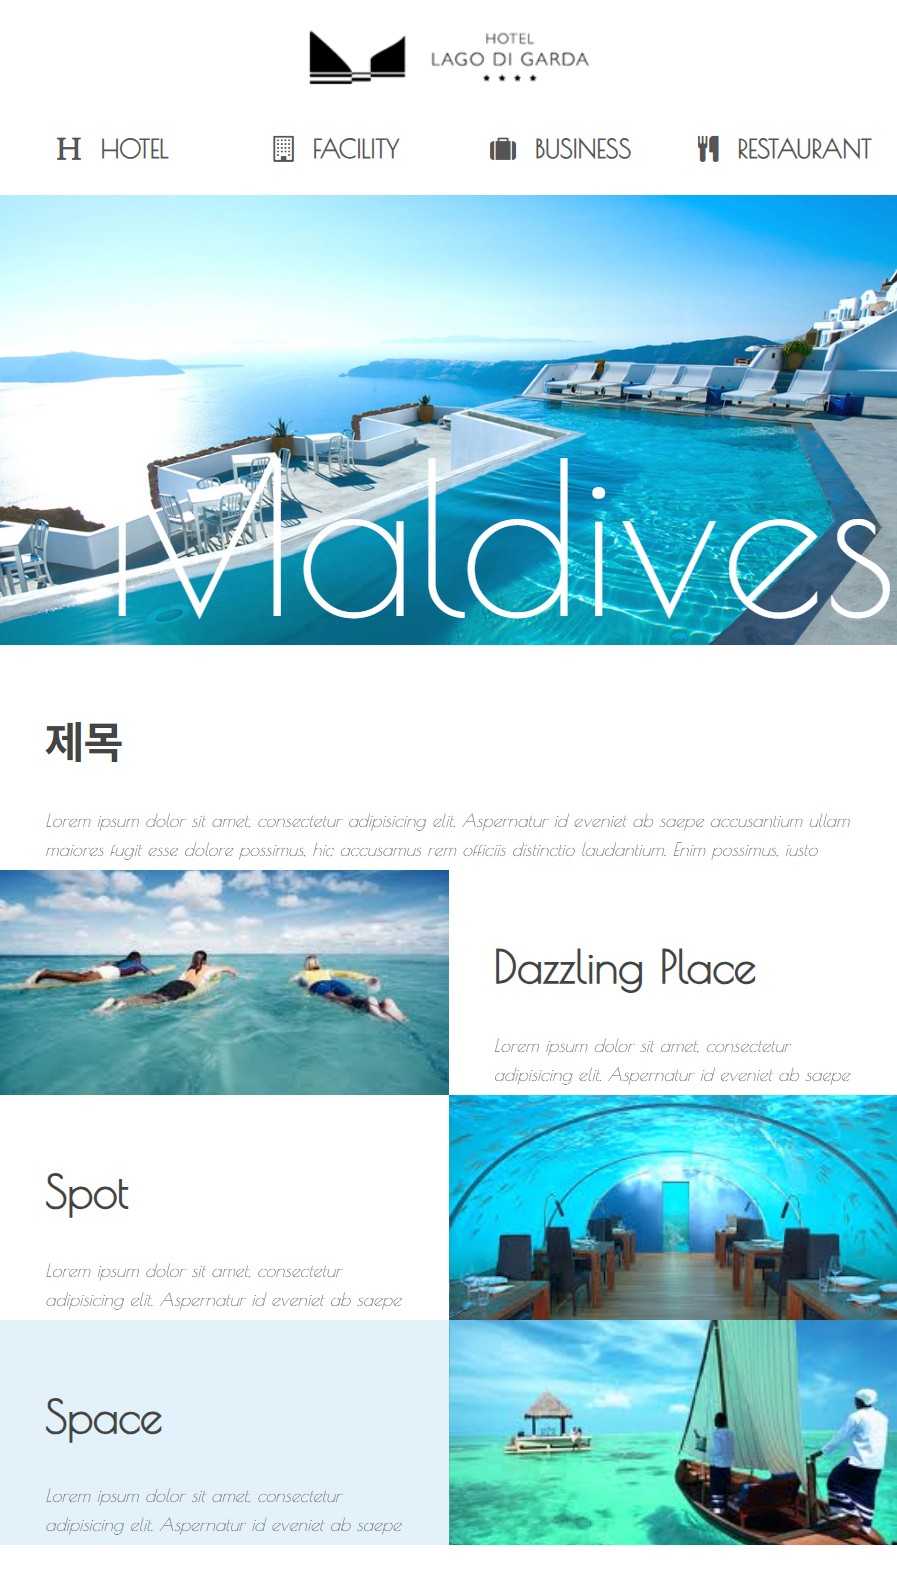 HOTEL
LAGO DI GARDA
H HOTEL
FACILITY
BUSINESS
RESTAURANT
Maldives
제목
Lorem ipsum dolor sit amet, consectetur adipisicing elit. Aspernatur id eveniet ab saepe accusantium ullam
maiores fugit esse dolore possimus, hic accusamus rem officiis distinctio laudantium. Enim possimus, iusto
Dazzling Place
Lorem ipsum dolor sit amet, consectetur
adipisicing elit. Aspernatur id eveniet ab saepe
Spot
Lorem ipsum dolor sit amet, consectetur
adipisicing elit. Aspernatur id eveniet ab saepe
Space
Lorem ipsum dolor sit amet, consectetur
adipisicing elit. Aspernatur id eveniet ab saepe